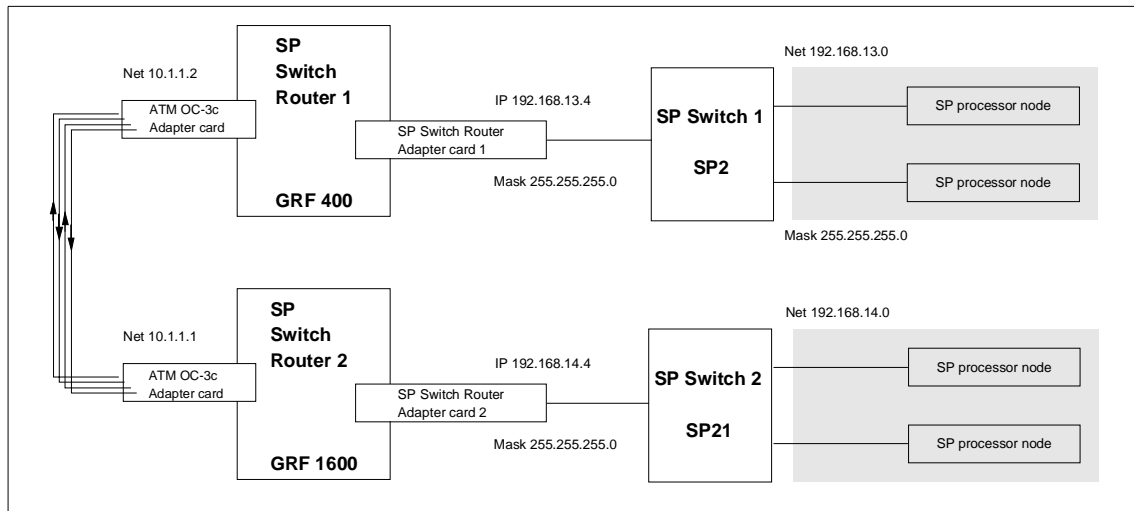 SP
Switch
Router 1
GRF 400
Net 10.1.1.2
ATM OC-3c
Adapter card
IP 192.168.13.4
SP Switch Router
Adapter card 1
Mask 255.255.255.0
SP Switch 1
SP2
Net 192.168.13.0
SP processor node
SP processor node
Mask 255.255.255.0
SP
Switch
Router 2
GRF 1600
Net 10.1.1.1
ATM OC-3c
Adapter card
IP 192.168.14.4
SP Switch Router
Adapter card 2
Mask 255.255.255.0
SP Switch 2
SP21
Net 192.168.14.0
SP processor node
SP processor node